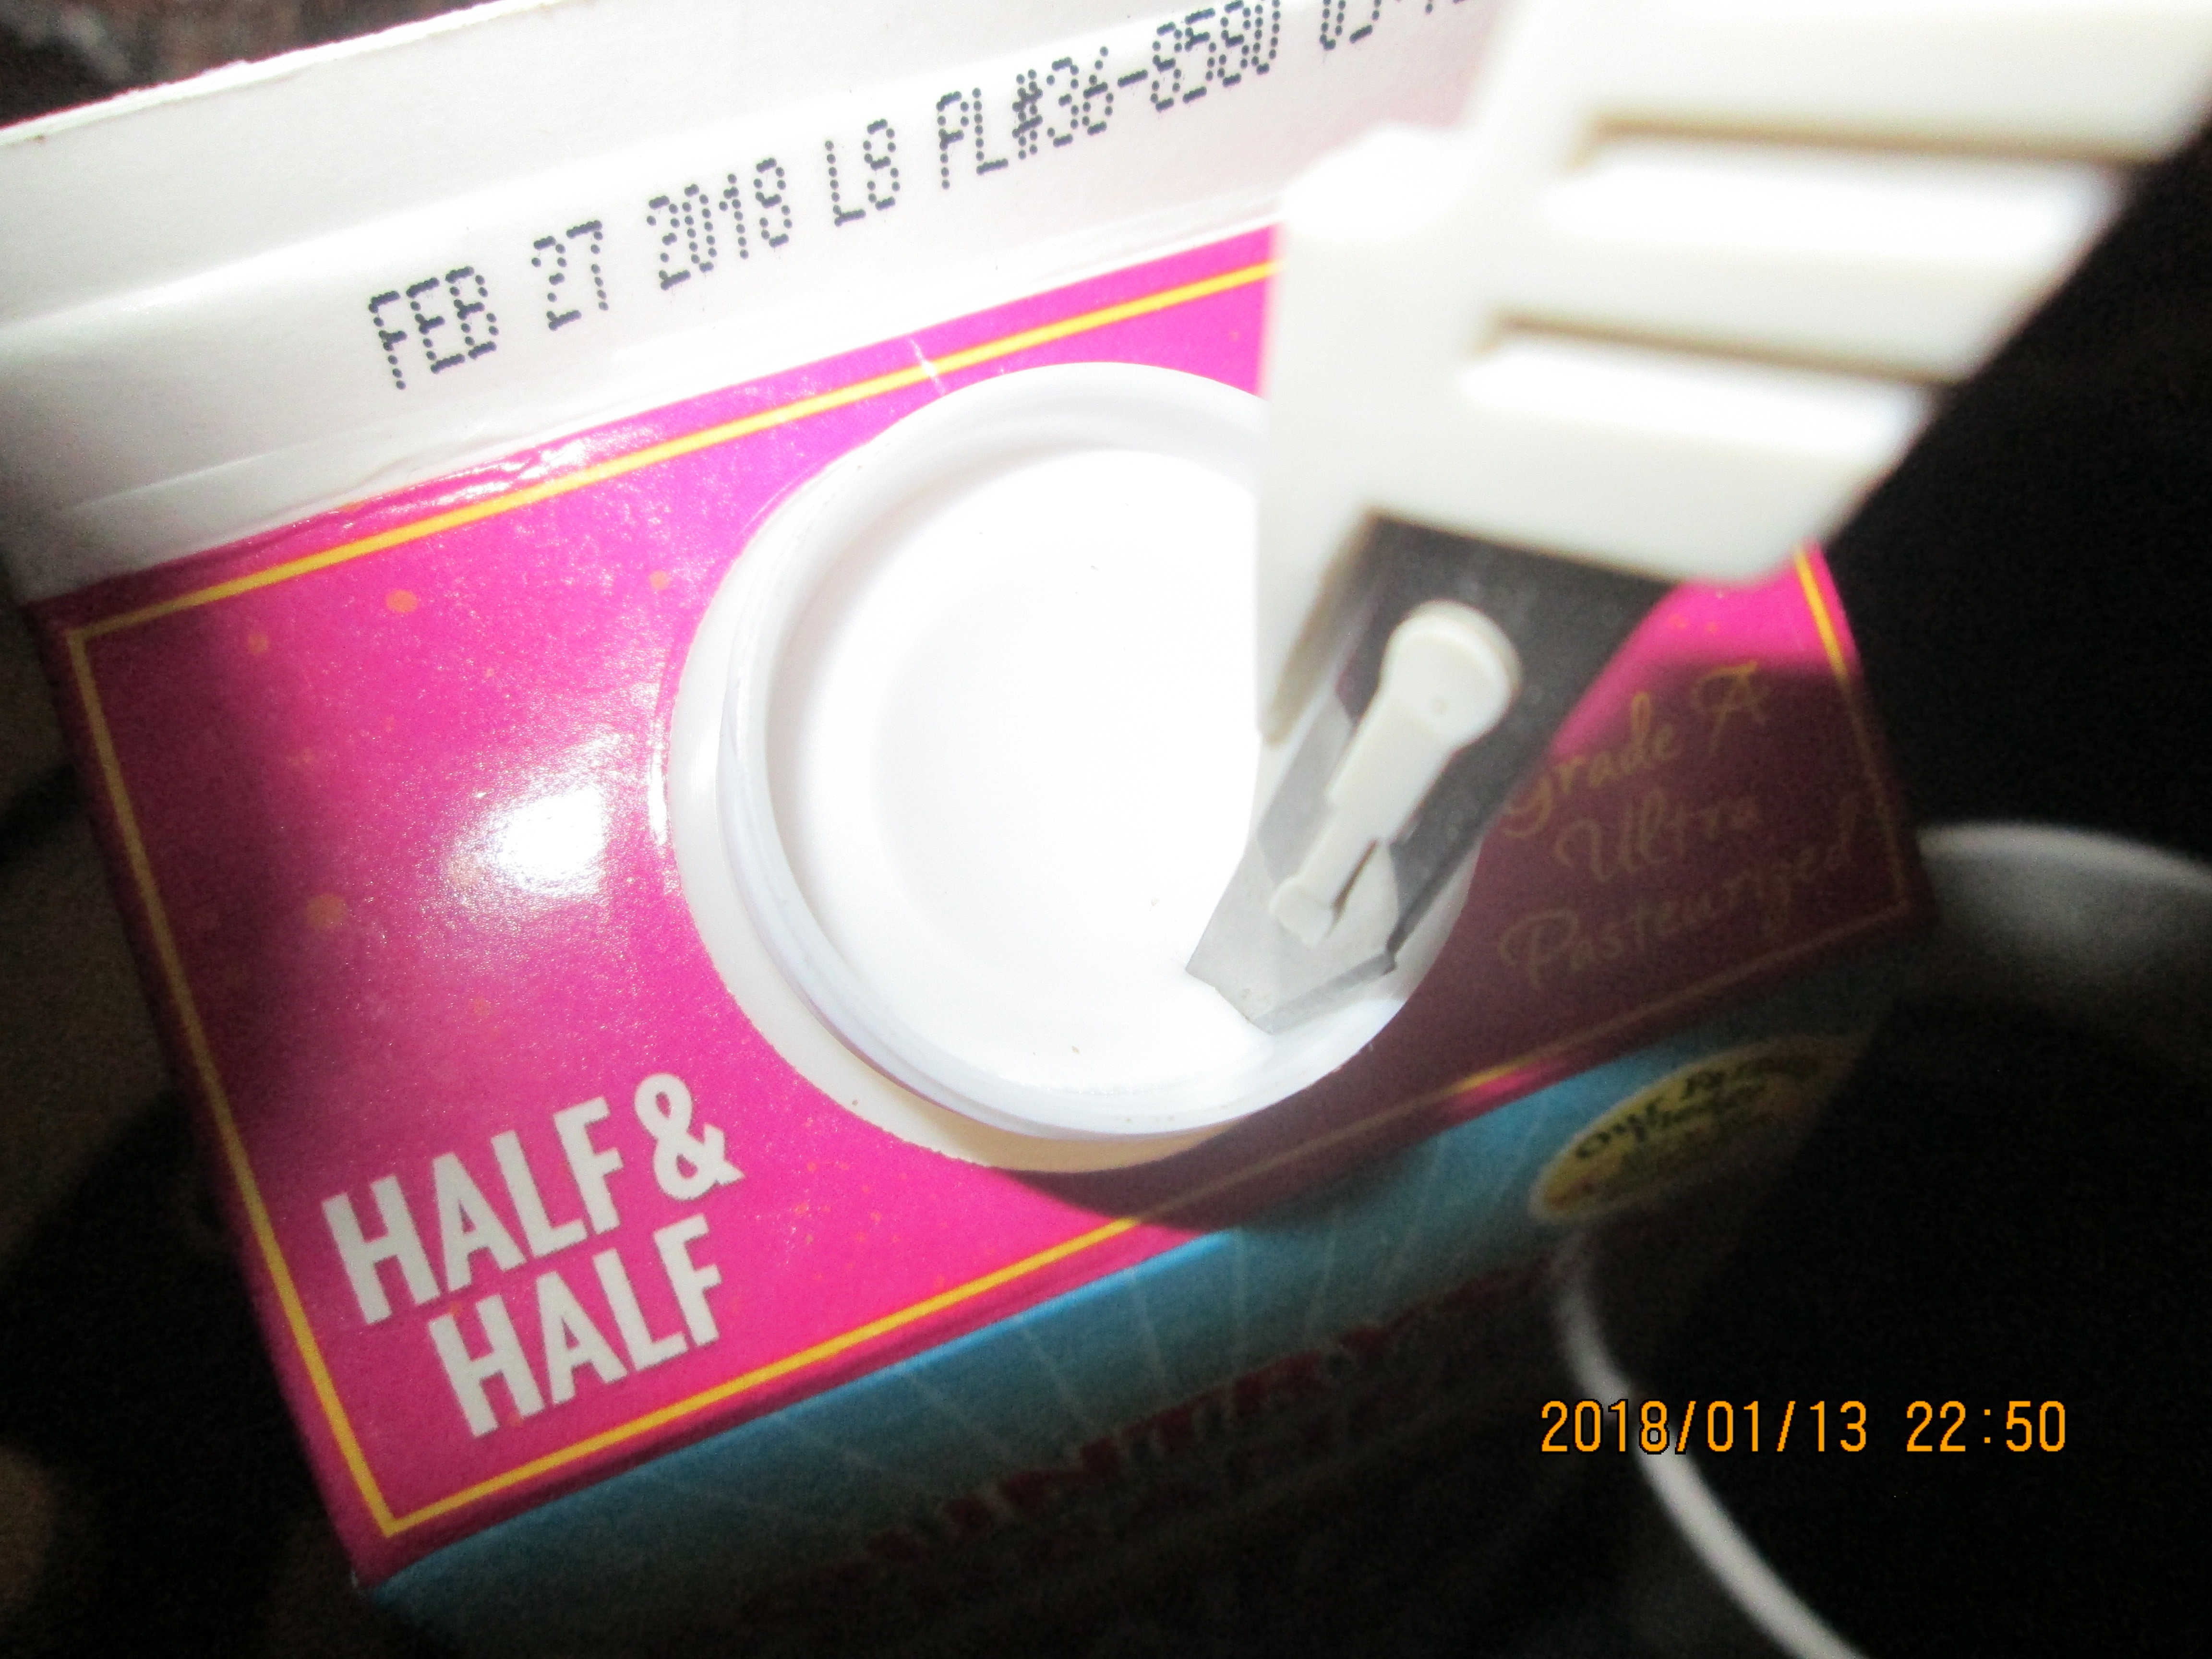 FEB 27 2018 L8 PL#36-8580
HALF &
HALF
Grade A
Ultra
Pasteurized
2018/01/13 22:50